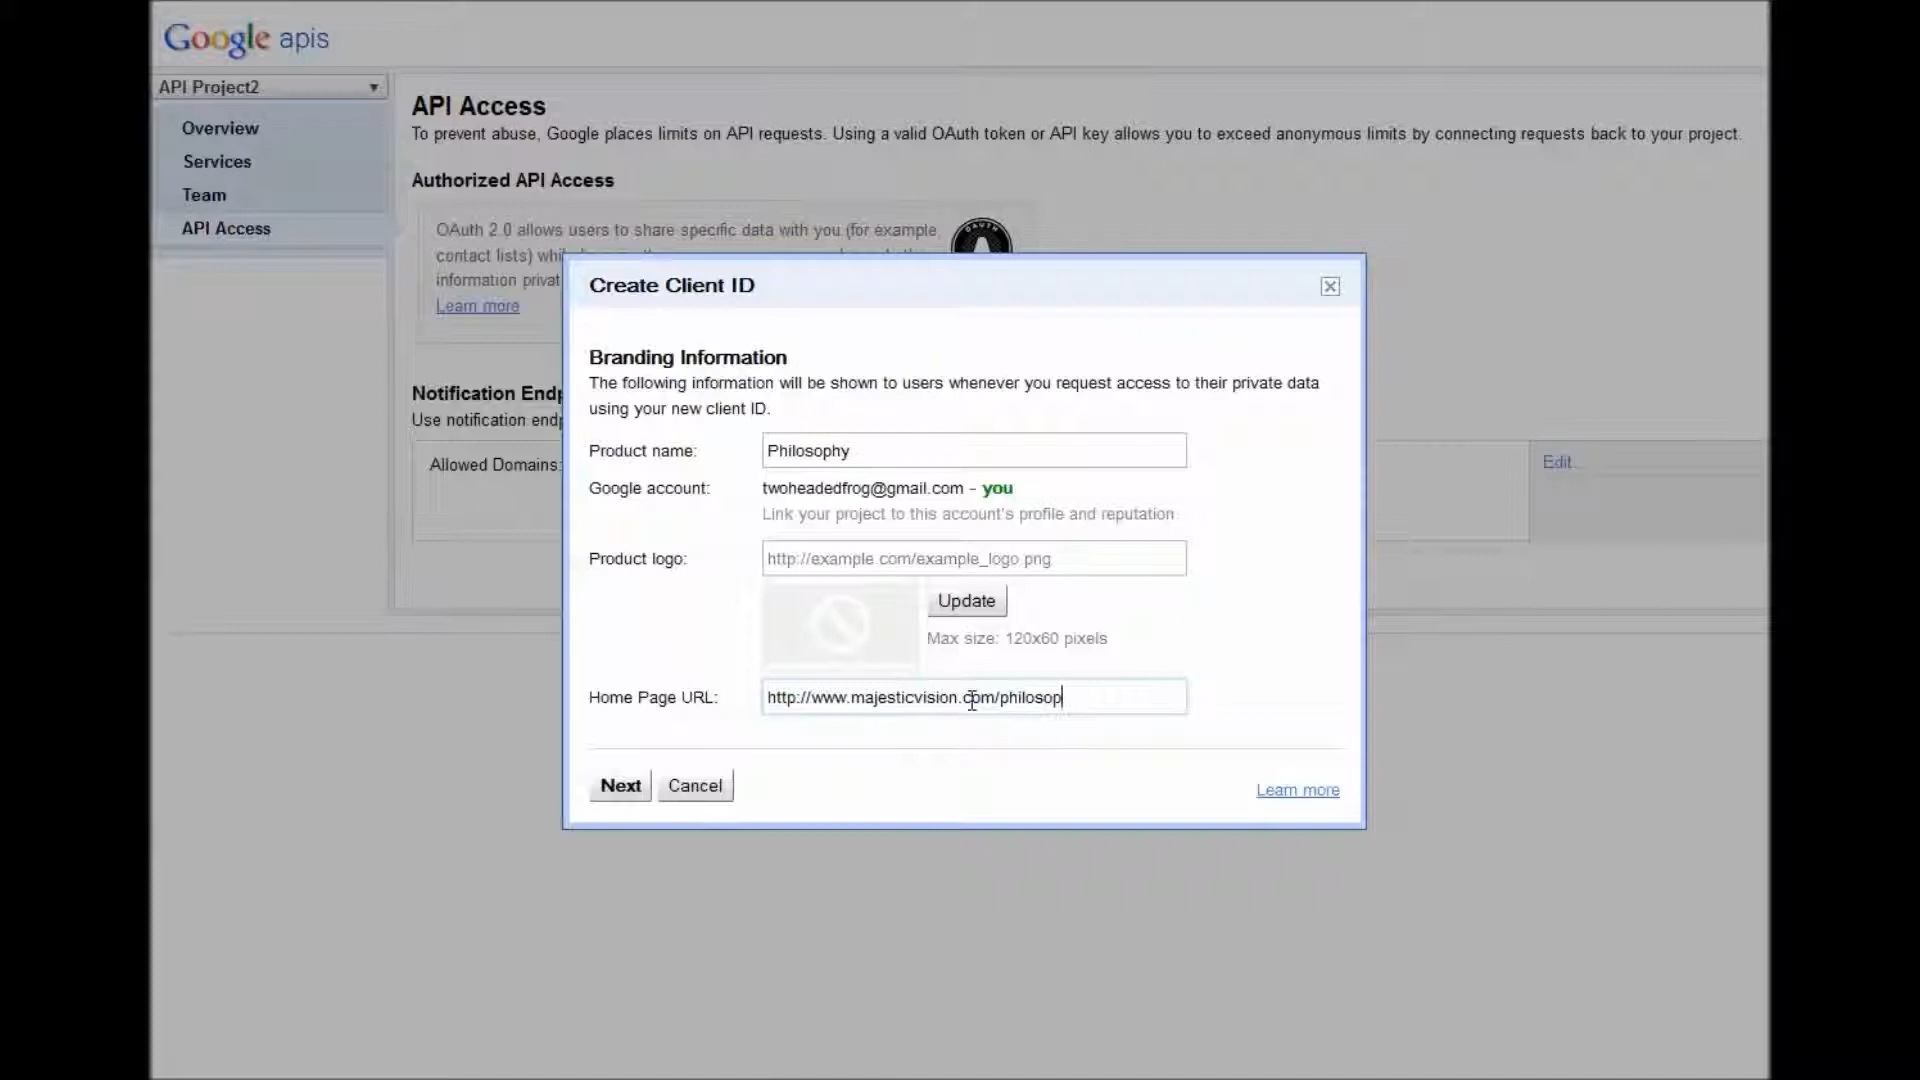 Google apis
API Project2
Overview
Services
Team
API Access
API Access
To prevent abuse, Google places limits on API requests. Using a valid OAuth token or API key allows you to exceed anonymous limits by connecting requests back to your project.
Authorized API Access
OAuth 2.0 allows users to share specific data with you (for example,
contact lists)
information
Learn more
OAUTH
Notification
Use notification
Allowed Domains:
Edit...
Create Client ID
Branding Information
The following information will be shown to users whenever you request access to their private data
using your new client ID.
Product name: Philosophy
Google account: twoheadedfrog@gmail.com - you
Link your project to this account's profile and reputation
Product logo: http://example.com/example_logo.png
Update
Max size: 120x60 pixels
Home Page URL: http://www.majesticvision.com/philosop
Next Cancel
Learn more